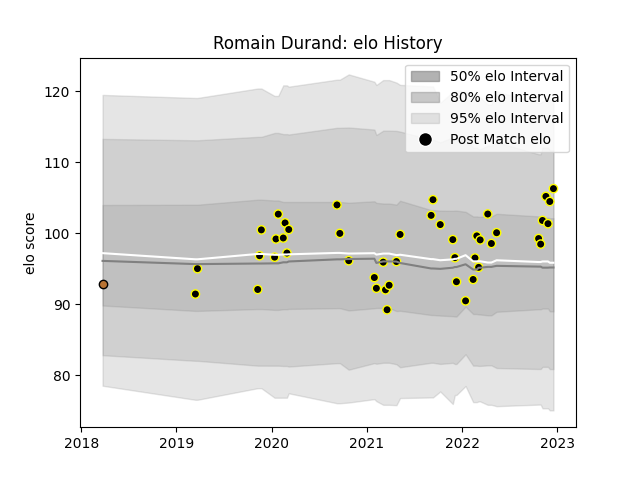 Romain Durand: elo History
elo score
120
110
100
90
80
50% elo Interval
80% elo Interval
95% elo Interval
Post Match elo
2018
2019
2020
2021
2022
2023